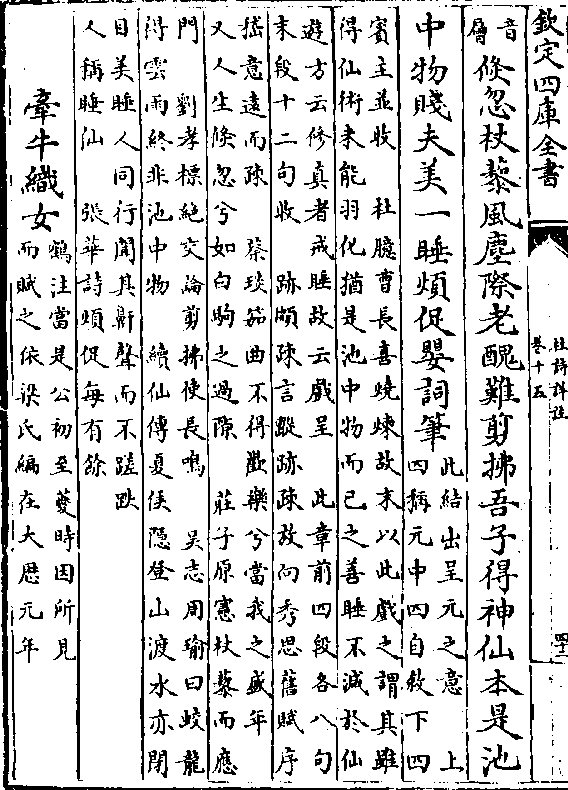 欽定四庫全書
杜詩詳註
卷十五
音
層
倐忽杖藜風塵際老醜難剪拂吾子得神仙本是池
中物賤夫美一睡煩促嬰詞筆
此結出呈元之意 上
四稱元中四自敘下四
賓主並收 杜臆曹長喜燒煉故末以此戲之謂其雖
得仙術未能羽化猶是池中物而已之善睡不減於仙
遊方云修真者戒睡故云戲呈 此章前四段各八句
末段十二句收 跡頗疎言蹤跡疎放向秀思舊賦序
嵇意遠而疎 蔡琰笳曲不得歡樂兮當我之盛年
又人生倐忽兮如白駒之過隙 莊子原憲杖藜而應
門 劉孝標絶交論剪拂使長鳴 吳志周瑜曰蛟龍
得雲雨終非池中物 續仙傳夏侯隱登山渡水亦閉
目美睡人同行聞其鼾聲而不蹉跌
人稱睡仙 張華詩煩促每有餘
牽牛織女
鶴注當是公初至夔時因所見
而賦之依梁氏編在大厯元年